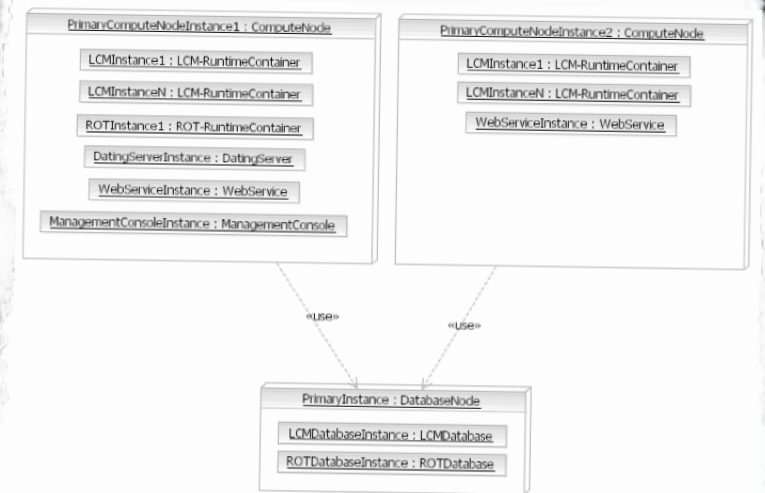 PrimaryComputeNodeInstance1 : ComputeNode
LCMInstance1 : LCM-RuntimeContainer
LCMInstanceN : LCM-RuntimeContainer
ROTInstance1 : ROT-RuntimeContainer
DatingServerInstance : DatingServer
WebServiceInstance : WebService
ManagementConsoleInstance : ManagementConsole
PrimaryComputeNodeInstance2 : ComputeNode
LCMInstance1 : LCM-RuntimeContainer
LCMInstanceN : LCM-RuntimeContainer
WebServiceInstance : WebService
«use»
«use»
PrimaryInstance : DatabaseNode
LCMDatabaseInstance : LCMDatabase
ROTDatabaseInstance : ROTDatabase